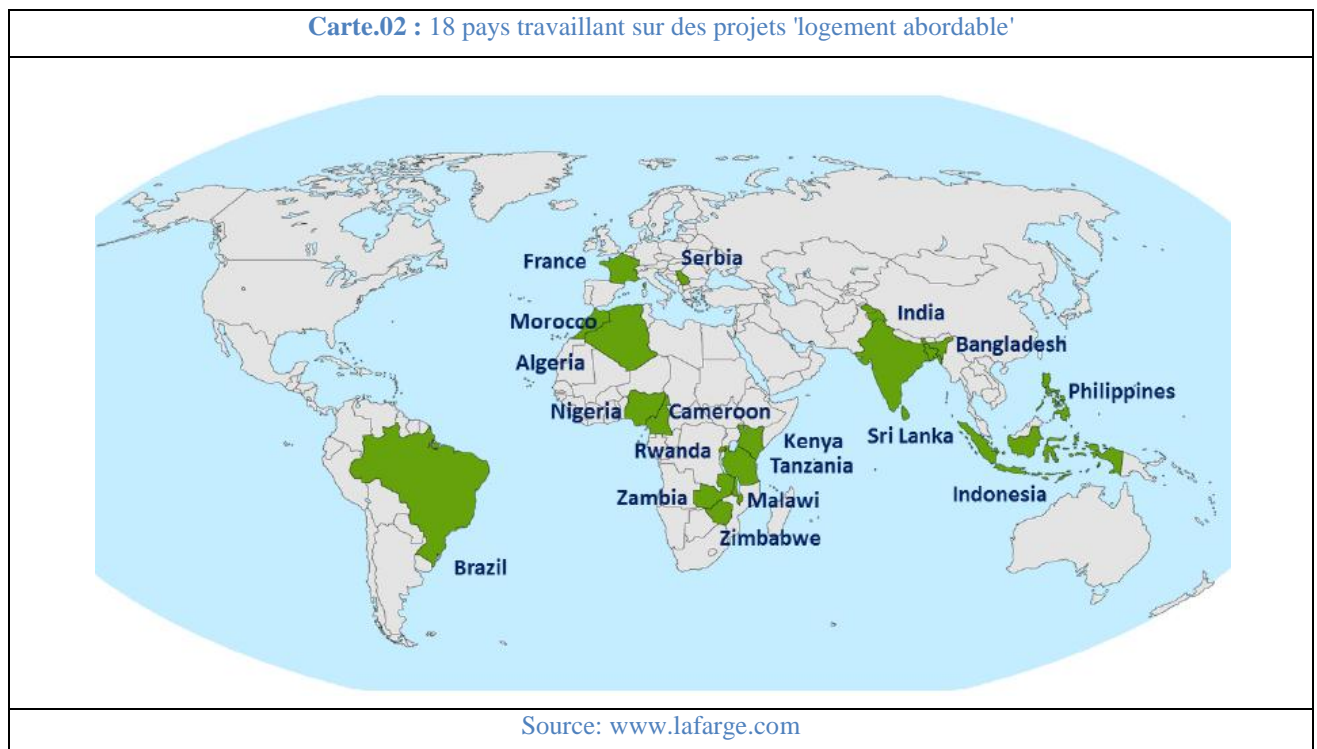 Carte.02 : 18 pays travaillant sur des projets 'logement abordable'
France
Serbia
Morocco
Algeria
Nigeria
Cameroon
Rwanda
Kenya
Tanzania
Zambia
Malawi
Zimbabwe
Brazil
India
Bangladesh
Philippines
Sri Lanka
Indonesia
Source: www.lafarge.com